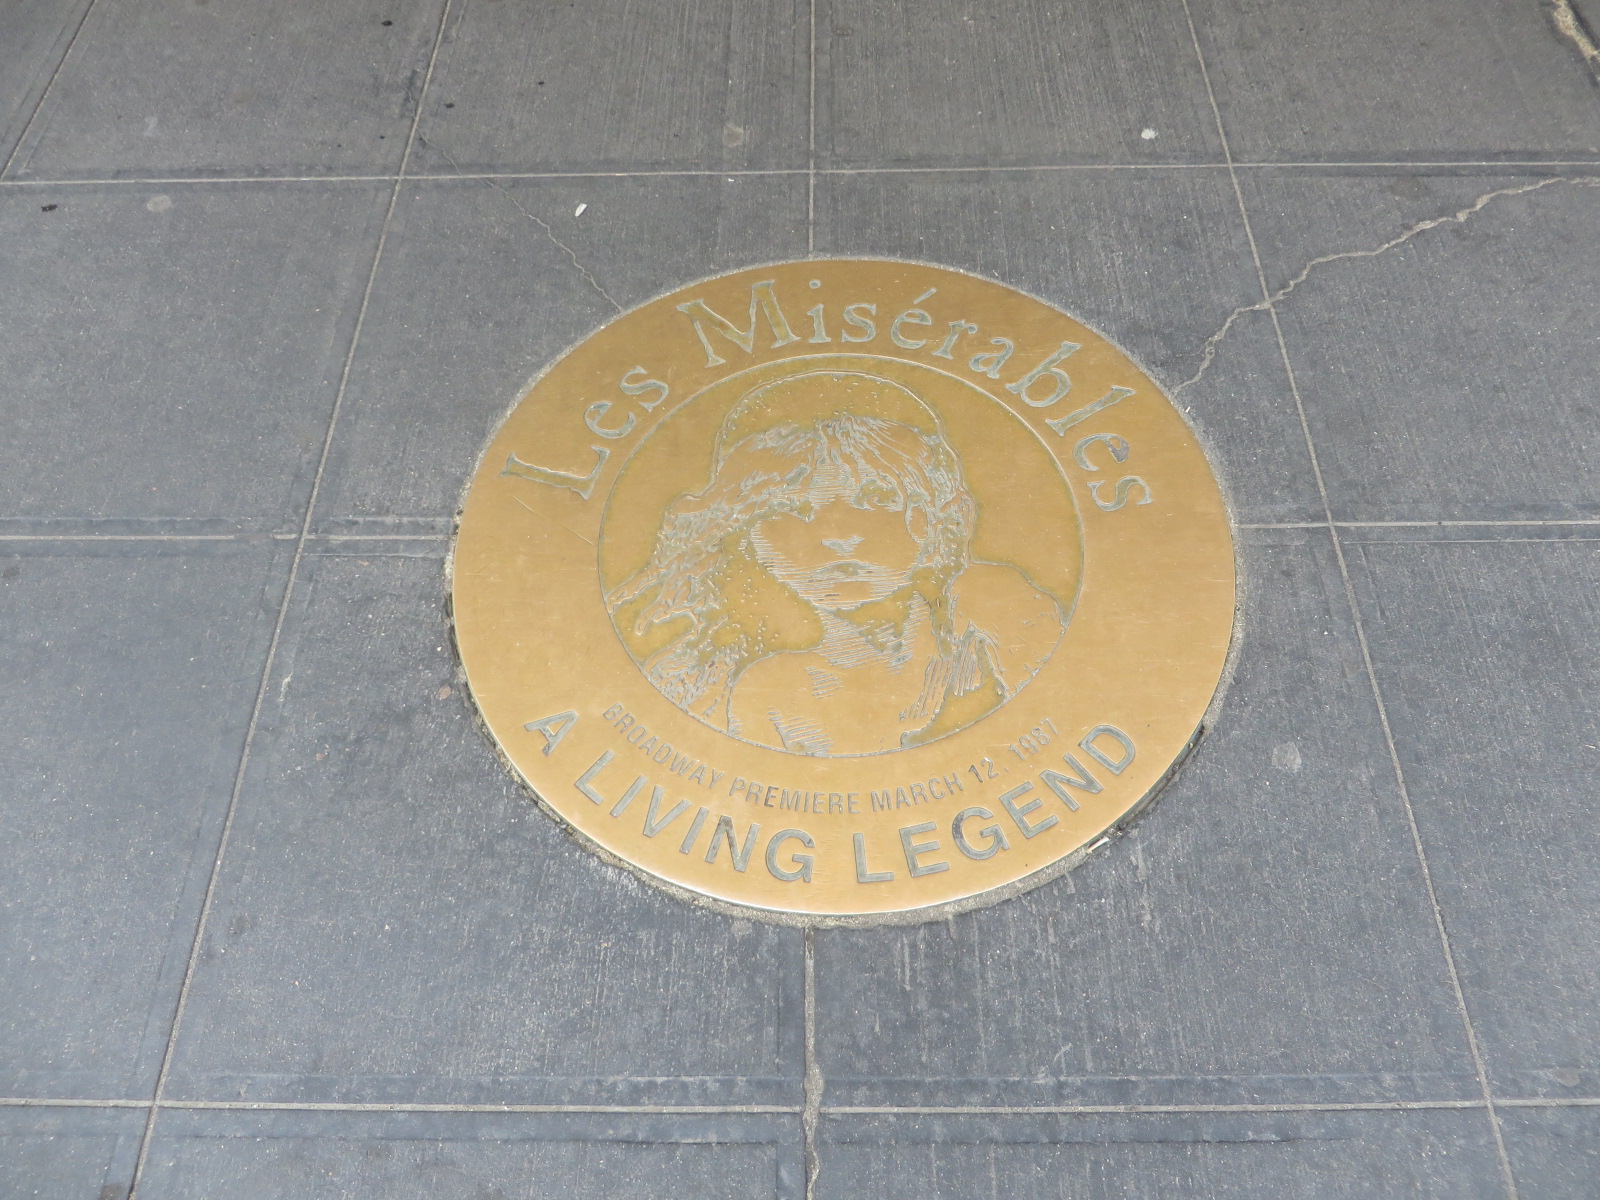 Les Misérables
BROADWAY PREMIERE MARCH 12, 1987
A LIVING LEGEND